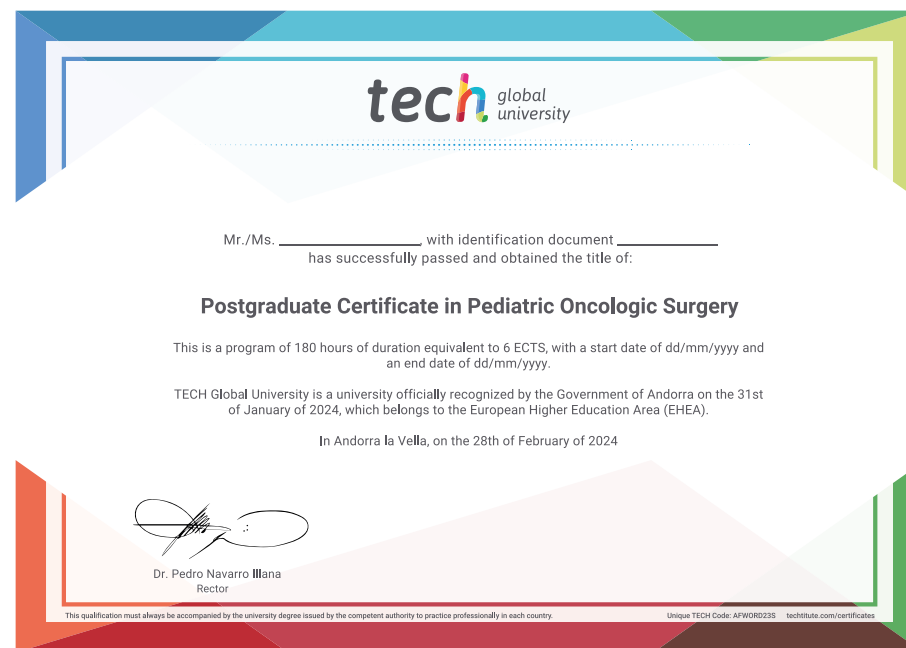 tech global
university
Mr./Ms. ____________, with identification document ____________
has successfully passed and obtained the title of:
Postgraduate Certificate in Pediatric Oncologic Surgery
This is a program of 180 hours of duration equivalent to 6 ECTS, with a start date of dd/mm/yyyy and
an end date of dd/mm/yyyy.
TECH Global University is a university officially recognized by the Government of Andorra on the 31st
of January of 2024, which belongs to the European Higher Education Area (EHEA).
In Andorra la Vella, on the 28th of February of 2024
Dr. Pedro Navarro Illana
Rector
This qualification must always be accompanied by the university degree issued by the competent authority to practice professionally in each country.
Unique TECH Code: AFWORD23S techtitute.com/certificates